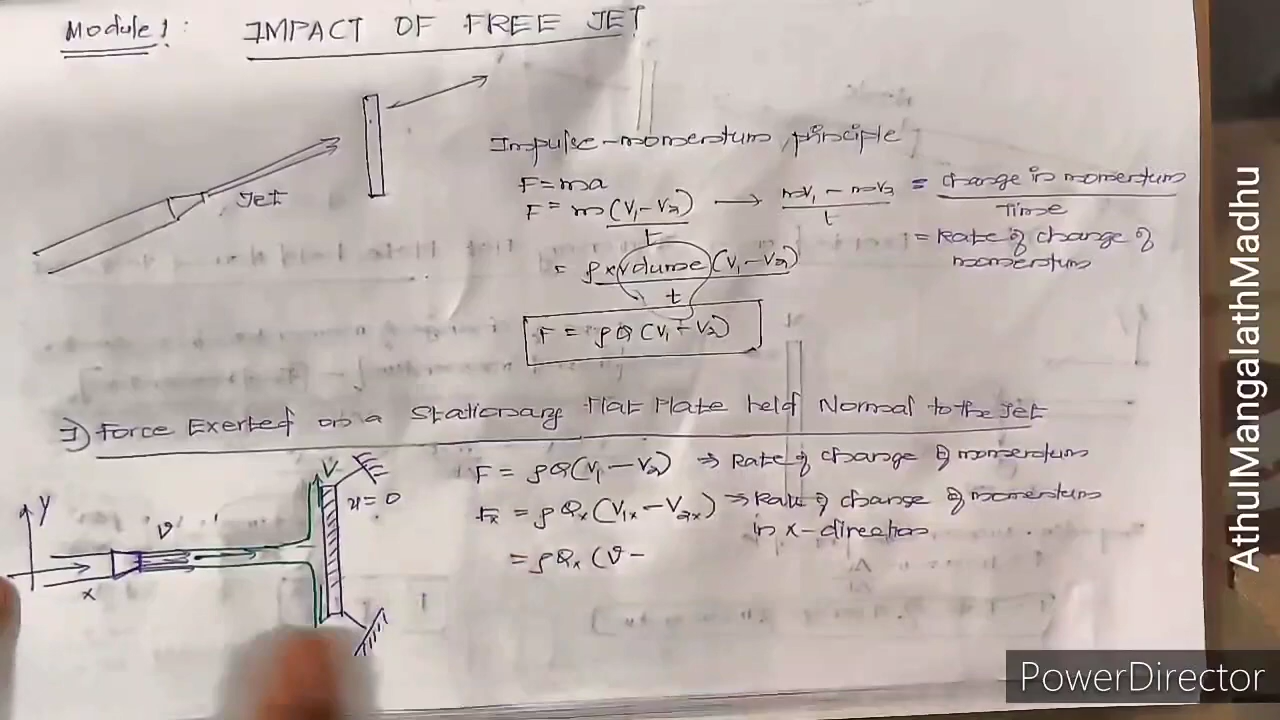 Module 1: IMPACT OF FREE JET
Jet
Impulse-momentum principle
F = ma
F = m(V₁-V₂)/t → mV₁ - mV₂/t = change in momentum/Time
= Rate of change of momentum
= ρ x volume (V₁-V₂)/t
F = ρQ (V₁-V₂)
I) Force Exerted on a Stationary Flat Plate held Normal to the Jet
V
u=0
y
v
x
F = ρQ(V₁-V₂) ⇒ Rate of change of momentum
Fx = ρQx (V₁x-V₂x) ⇒ Rate of change of momentum
in x-direction
= ρQx (v -
AthulMangalathMadhu
PowerDirector